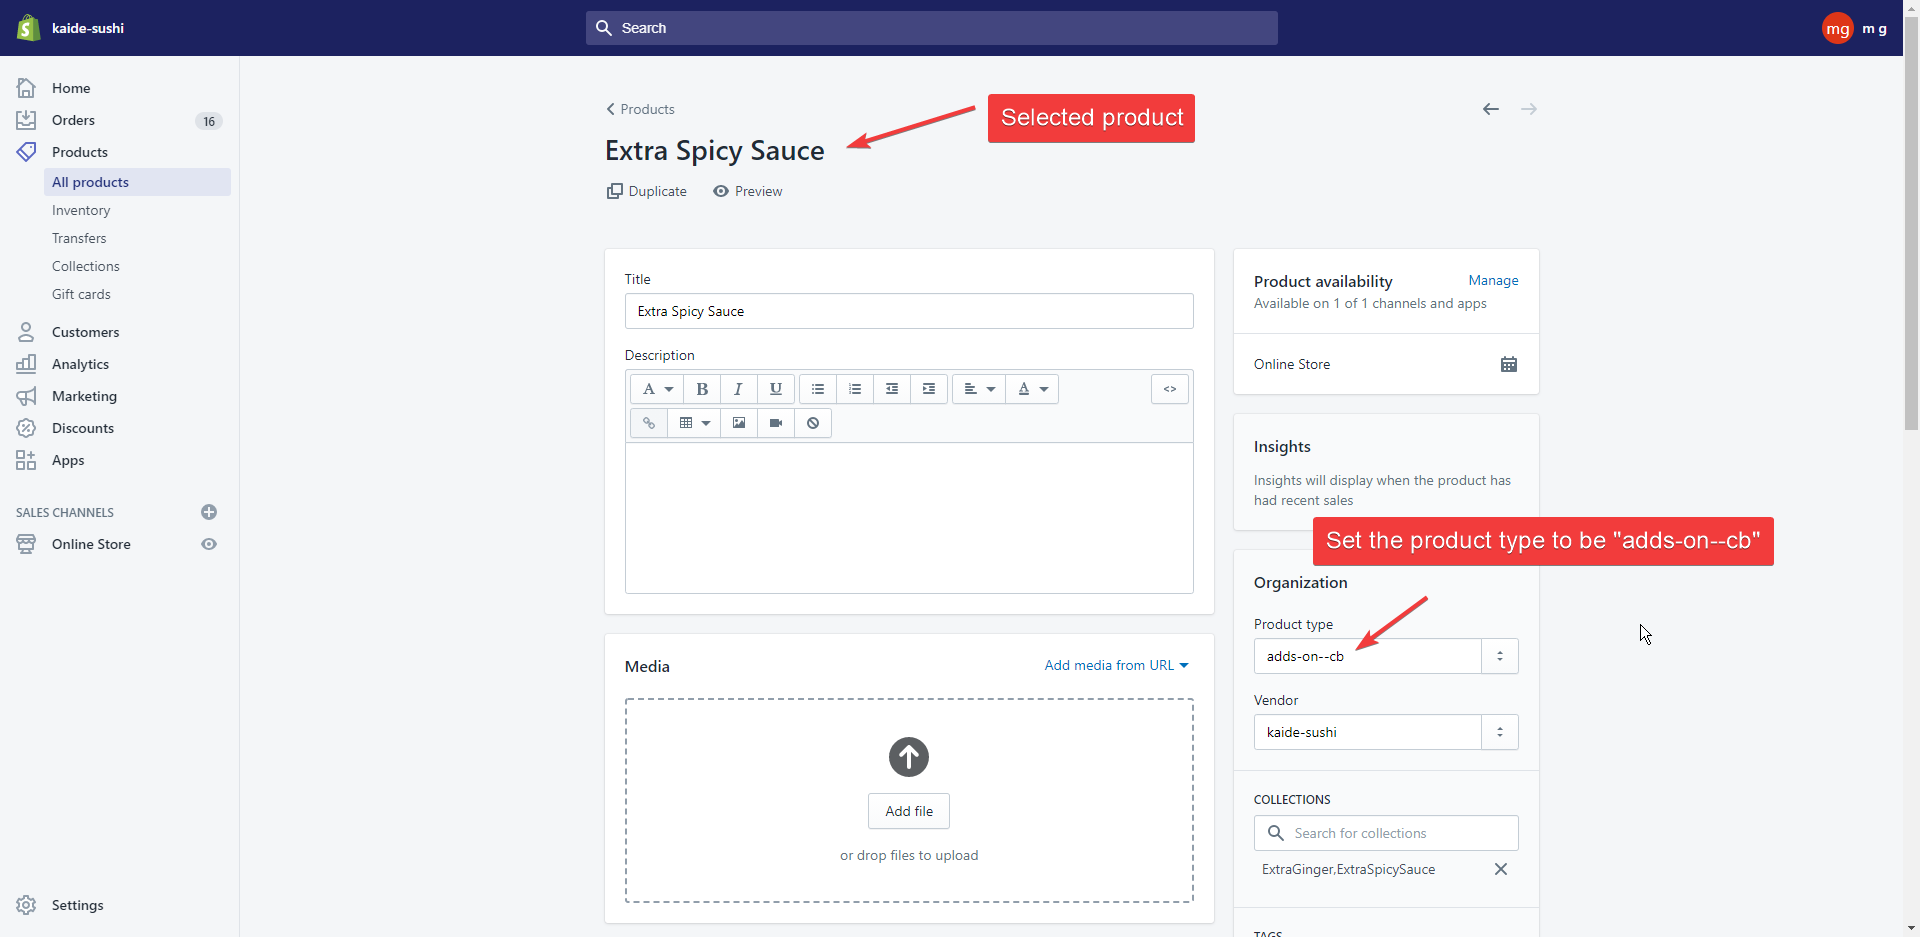 kaide-sushi
Search
mg
m g
Home
Orders
16
Products
All products
Inventory
Transfers
Collections
Gift cards
Customers
Analytics
Marketing
Discounts
Apps
SALES CHANNELS
Online Store
Settings
Products
Selected product
Extra Spicy Sauce
Duplicate
Preview
Title
Extra Spicy Sauce
Description
A
B
I
U
A
<>
Media
Add media from URL
Add file
or drop files to upload
Product availability
Manage
Available on 1 of 1 channels and apps
Online Store
Insights
Insights will display when the product has
had recent sales
Set the product type to be "adds-on--cb"
Organization
Product type
adds-on--cb
Vendor
kaide-sushi
COLLECTIONS
Search for collections
ExtraGinger,ExtraSpicySauce
TAGS